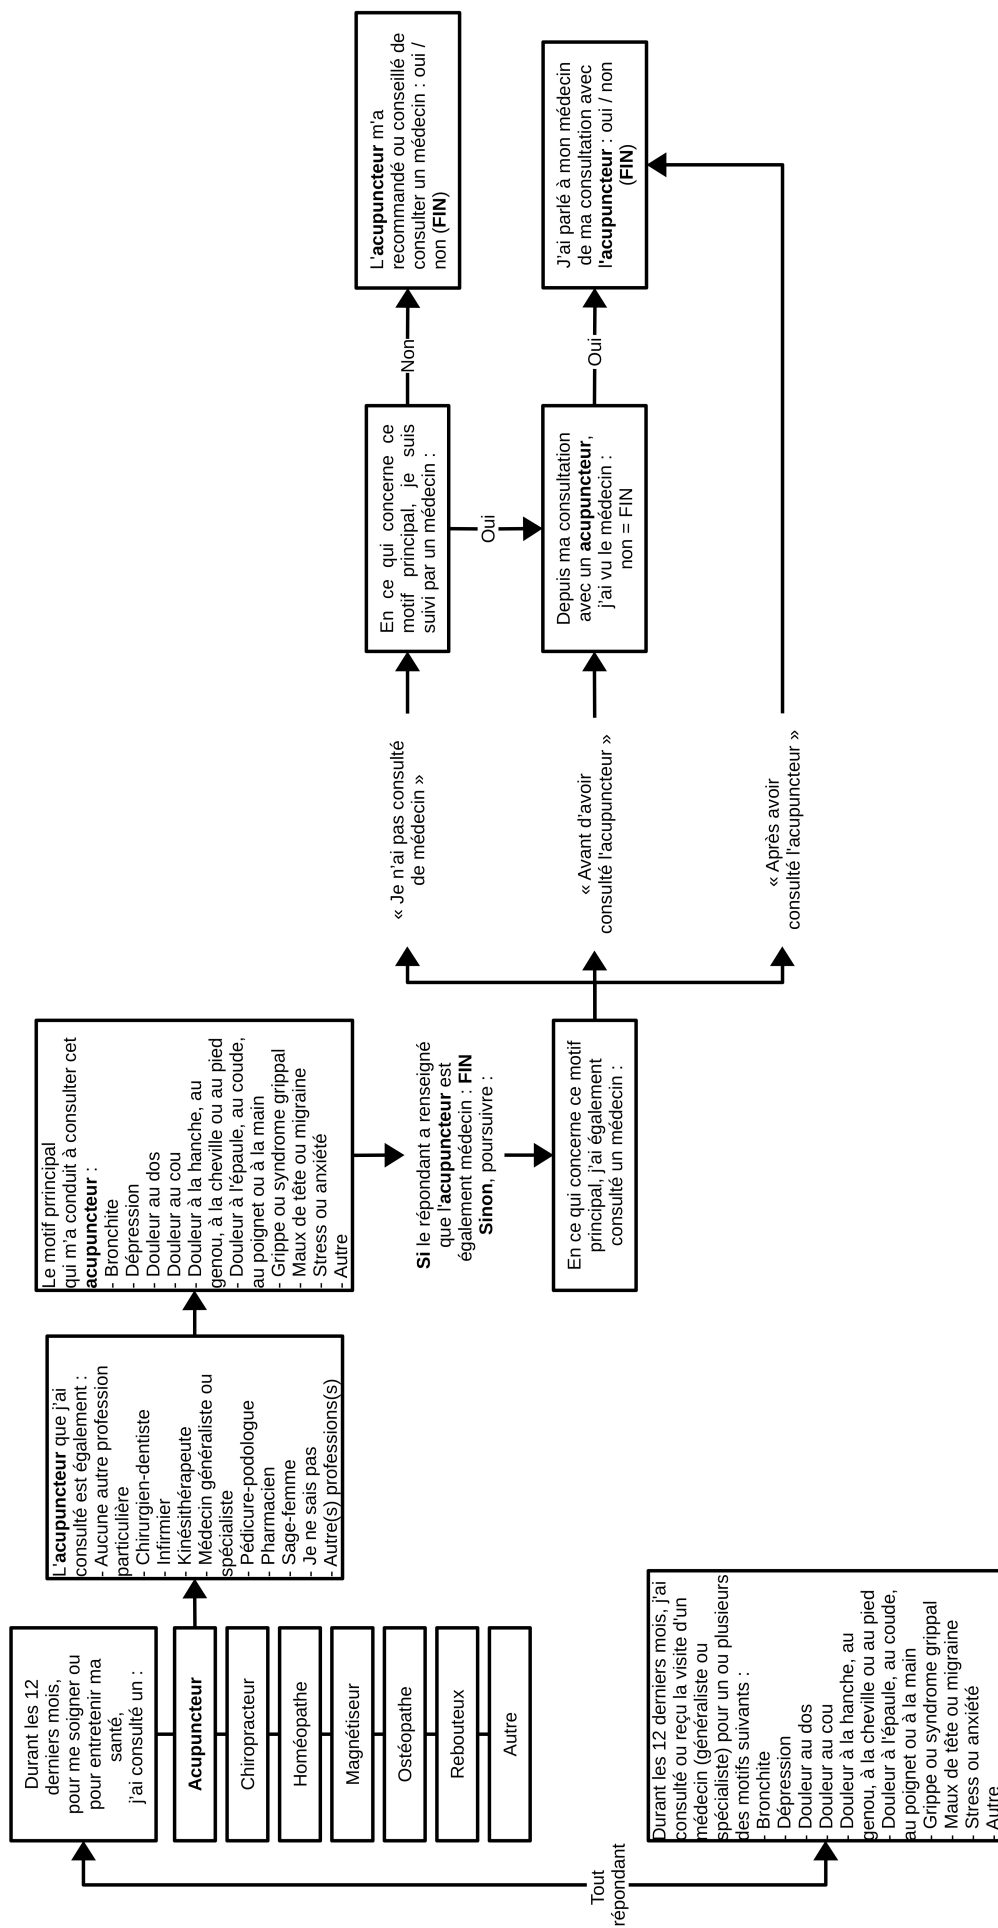 Tout
répondant
Durant les 12
derniers mois,
pour me soigner ou
pour entretenir ma
santé,
j'ai consulté un :
Acupuncteur
Chiropracteur
Homéopathe
Magnétiseur
Ostéopathe
Rebouteux
Autre
Durant les 12 derniers mois, j'ai
consulté ou reçu la visite d'un
médecin (généraliste ou
spécialiste) pour un ou plusieurs
des motifs suivants :
- Bronchite
- Dépression
- Douleur au dos
- Douleur au cou
- Douleur à la hanche, au
genou, à la cheville ou au pied
- Douleur à l'épaule, au coude,
au poignet ou à la main
- Grippe ou syndrome grippal
- Maux de tête ou migraine
- Stress ou anxiété
- Autre
L'acupuncteur que j'ai
consulté est également :
- Aucune autre profession
particulière
- Chirurgien-dentiste
- Infirmier
- Kinésithérapeute
- Médecin généraliste ou
spécialiste
- Pédicure-podologue
- Pharmacien
- Sage-femme
- Je ne sais pas
- Autre(s) professions(s)
Le motif prrincipal
qui m'a conduit à consulter cet
acupuncteur :
- Bronchite
- Dépression
- Douleur au dos
- Douleur au cou
- Douleur à la hanche, au
genou, à la cheville ou au pied
- Douleur à l'épaule, au coude,
au poignet ou à la main
- Grippe ou syndrome grippal
- Maux de tête ou migraine
- Stress ou anxiété
- Autre
Si le répondant a renseigné
que l'acupuncteur est
également médecin : FIN
Sinon, poursuivre :
En ce qui concerne ce motif
principal, j'ai également
consulté un médecin :
« Je n'ai pas consulté
de médecin »
« Avant d'avoir
consulté l'acupuncteur »
« Après avoir
consulté l'acupuncteur »
En ce qui concerne ce
motif principal, je suis
suivi par un médecin :
Oui
Non
Depuis ma consultation
avec un acupuncteur,
j'ai vu le médecin :
non = FIN
Oui
L'acupuncteur m'a
recommandé ou conseillé de
consulter un médecin : oui /
non (FIN)
J'ai parlé à mon médecin
de ma consultation avec
l'acupuncteur : oui / non
(FIN)